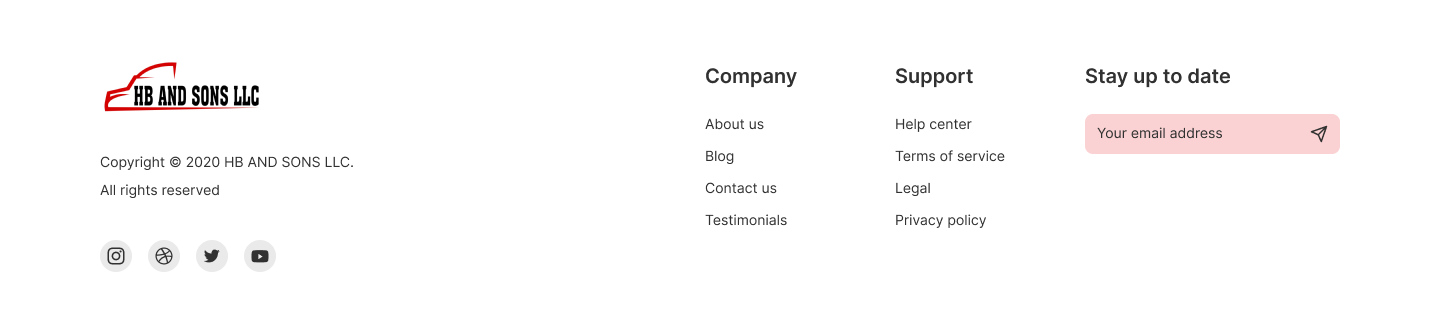 HB AND SONS LLC
Copyright © 2020 HB AND SONS LLC.
All rights reserved
Company
About us
Blog
Contact us
Testimonials
Support
Help center
Terms of service
Legal
Privacy policy
Stay up to date
Your email address